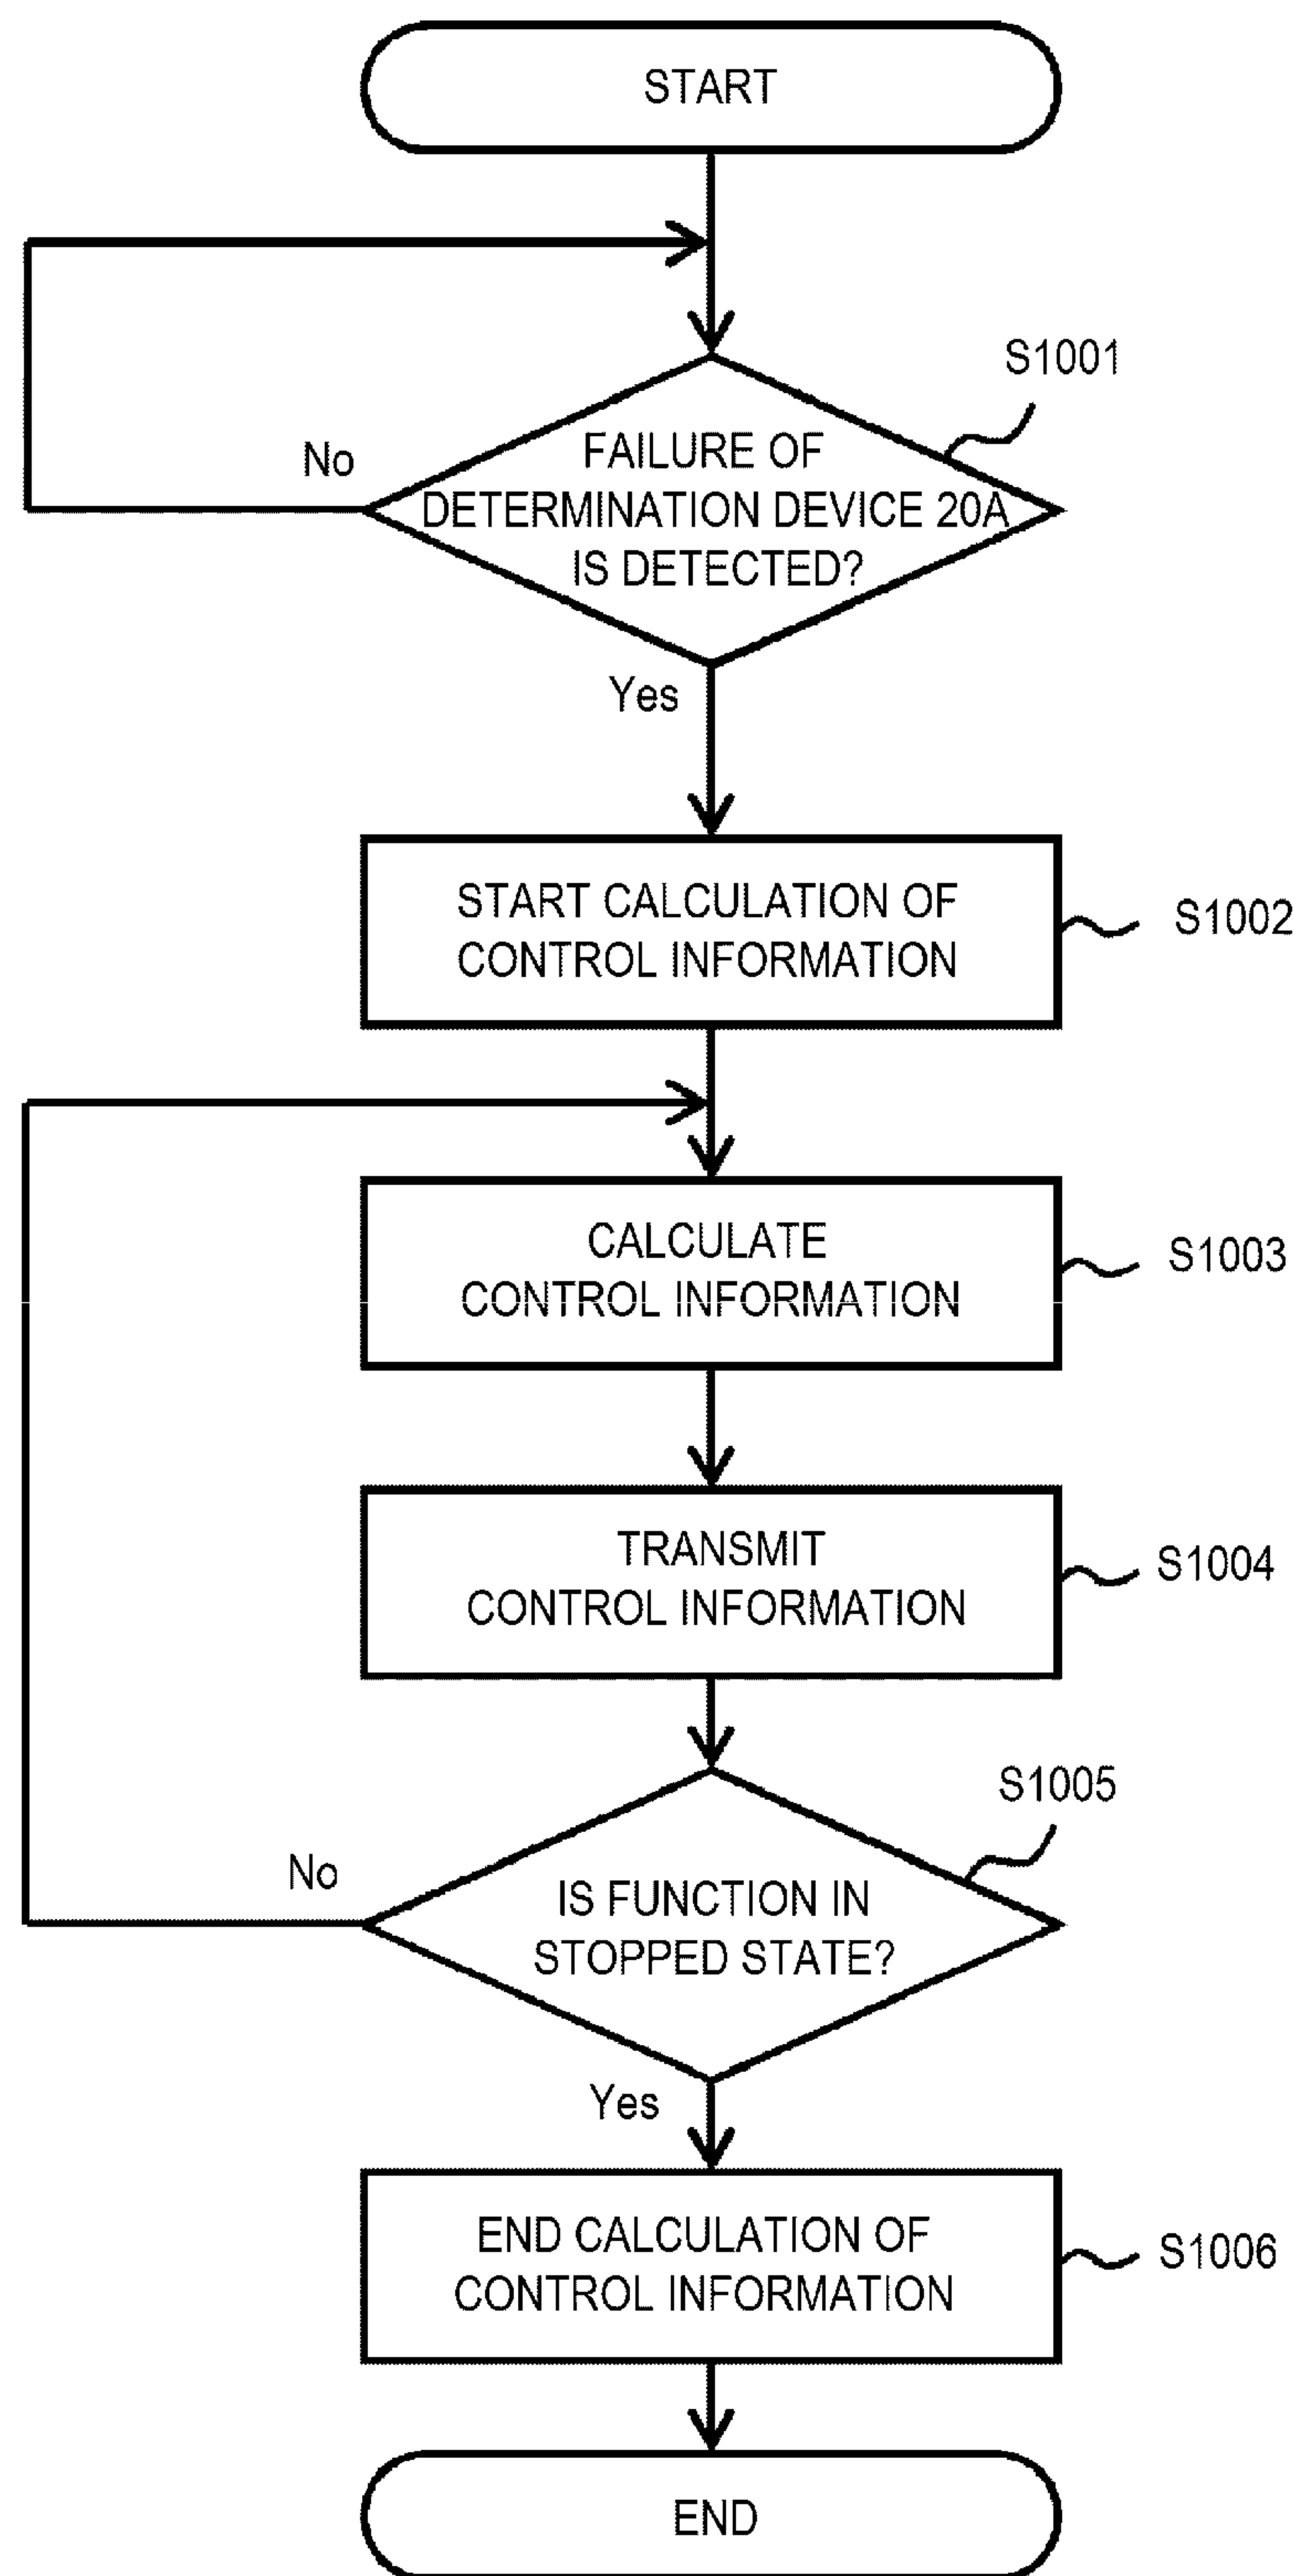 START
S1001
No
FAILURE OF
DETERMINATION DEVICE 20A
IS DETECTED?
Yes
START CALCULATION OF
CONTROL INFORMATION
S1002
CALCULATE
CONTROL INFORMATION
S1003
TRANSMIT
CONTROL INFORMATION
S1004
S1005
No
IS FUNCTION IN
STOPPED STATE?
Yes
END CALCULATION OF
CONTROL INFORMATION
S1006
END